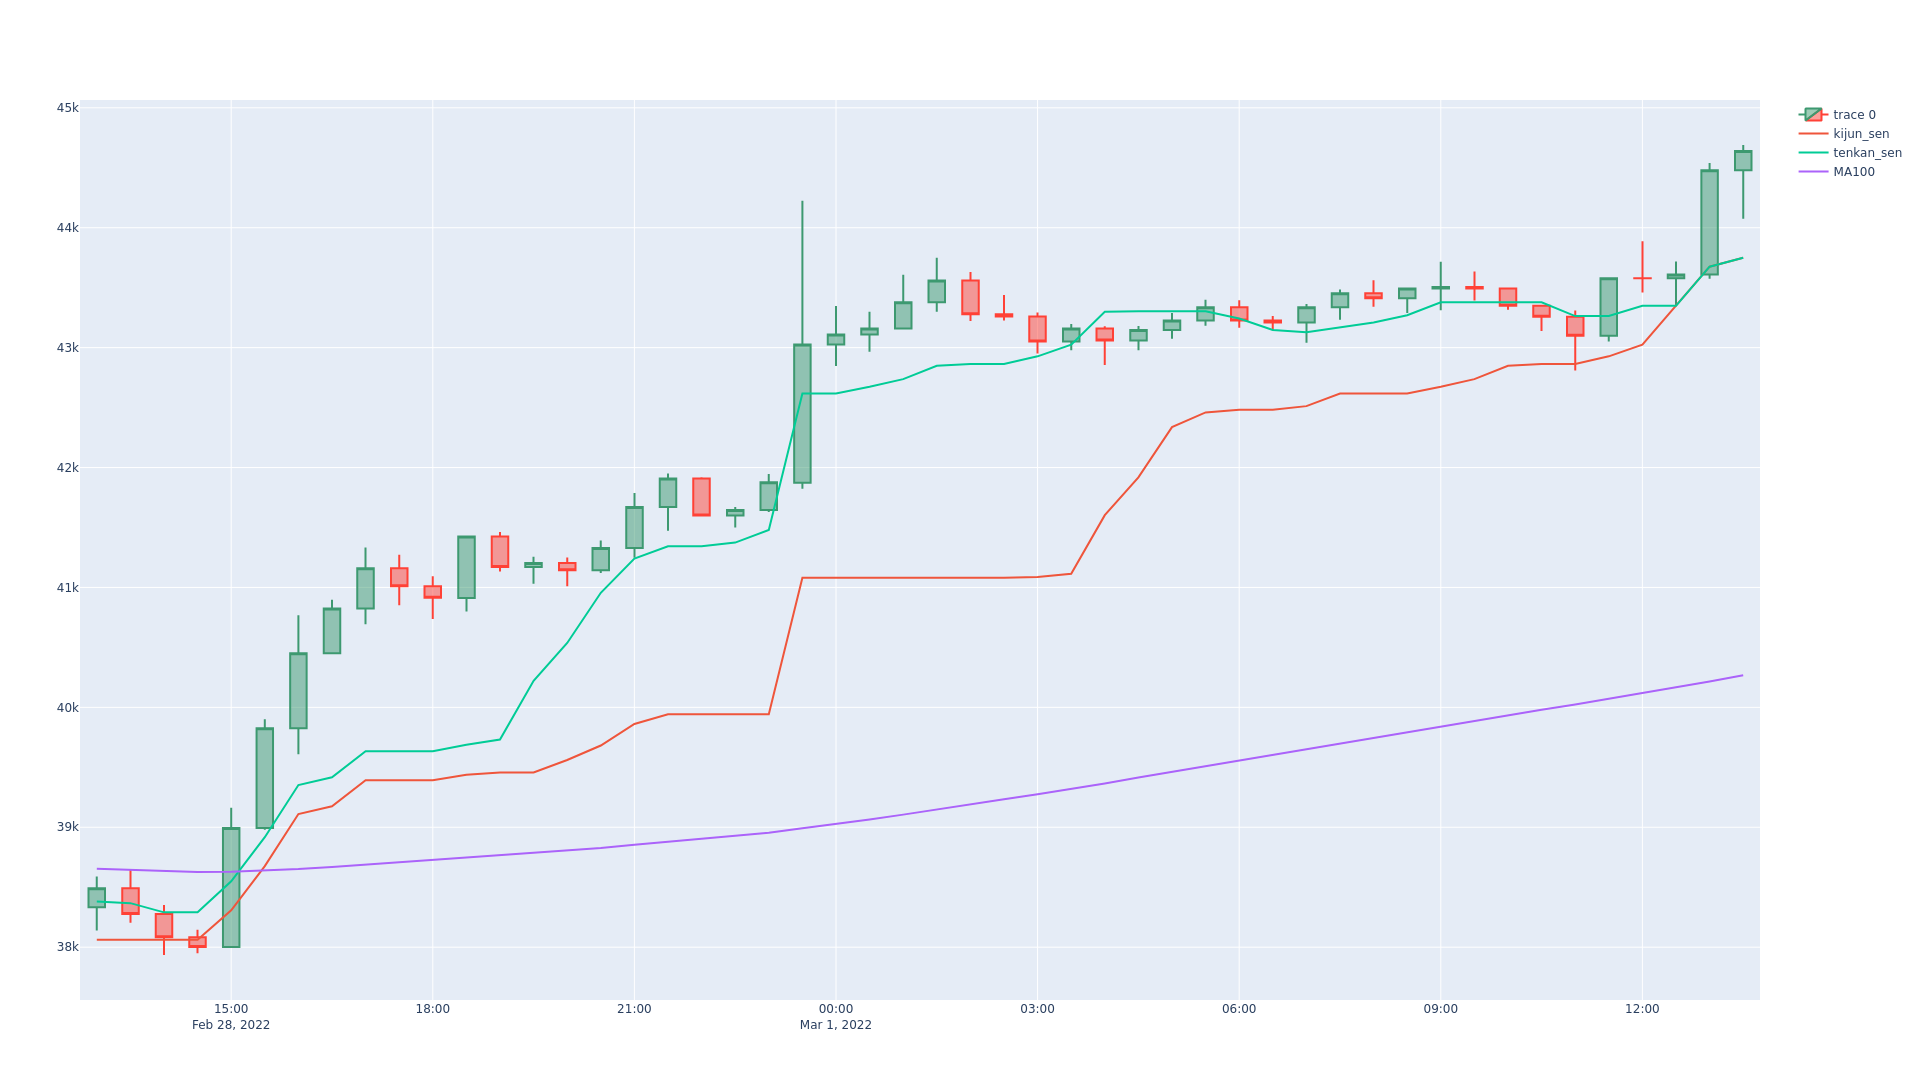 45k
44k
43k
42k
41k
40k
39k
38k
15:00
Feb 28, 2022
18:00
21:00
00:00
Mar 1, 2022
03:00
06:00
09:00
12:00
trace 0
kijun_sen
tenkan_sen
MA100